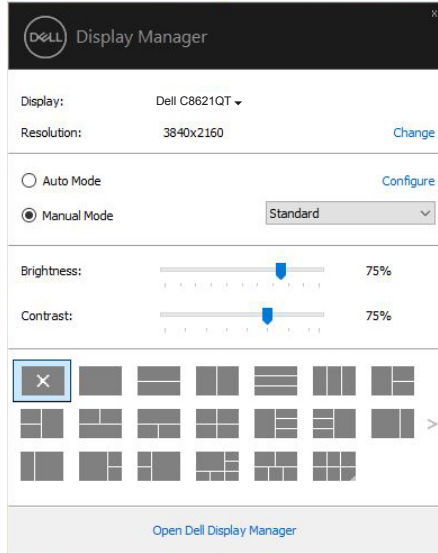 x
DELL Display Manager
Display: Dell C8621QT
Resolution: 3840x2160 Change
Auto Mode Configure
Manual Mode Standard
Brightness: 75%
Contrast: 75%
Open Dell Display Manager